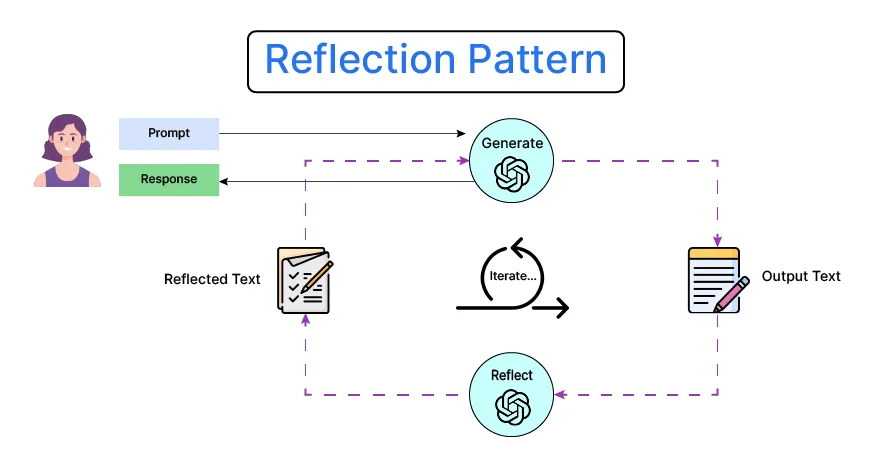 Reflection Pattern
Prompt
Generate
Response
Reflected Text
Iterate...
Output Text
Reflect